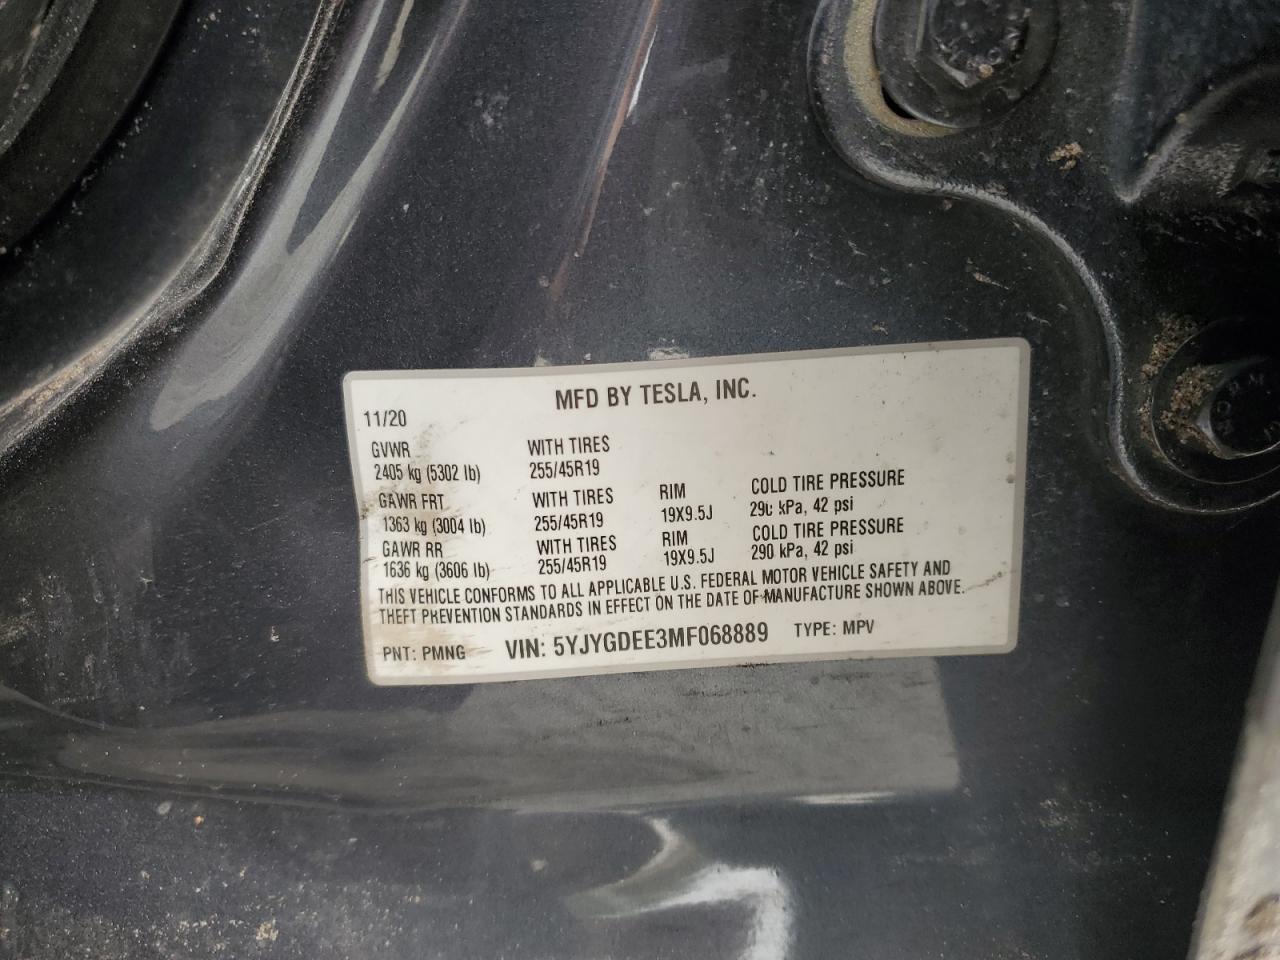 MFD BY TESLA, INC.
11/20
GVWR WITH TIRES
2405 kg (5302 lb) 255/45R19
GAWR FRT WITH TIRES RIM COLD TIRE PRESSURE
1363 kg (3004 lb) 255/45R19 19X9.5J 290 kPa, 42 psi
GAWR RR WITH TIRES RIM COLD TIRE PRESSURE
1636 kg (3606 lb) 255/45R19 19X9.5J 290 kPa, 42 psi
THIS VEHICLE CONFORMS TO ALL APPLICABLE U.S. FEDERAL MOTOR VEHICLE SAFETY AND
THEFT PREVENTION STANDARDS IN EFFECT ON THE DATE OF MANUFACTURE SHOWN ABOVE.
PNT: PMNG VIN: 5YJYGDEE3MF068889 TYPE: MPV